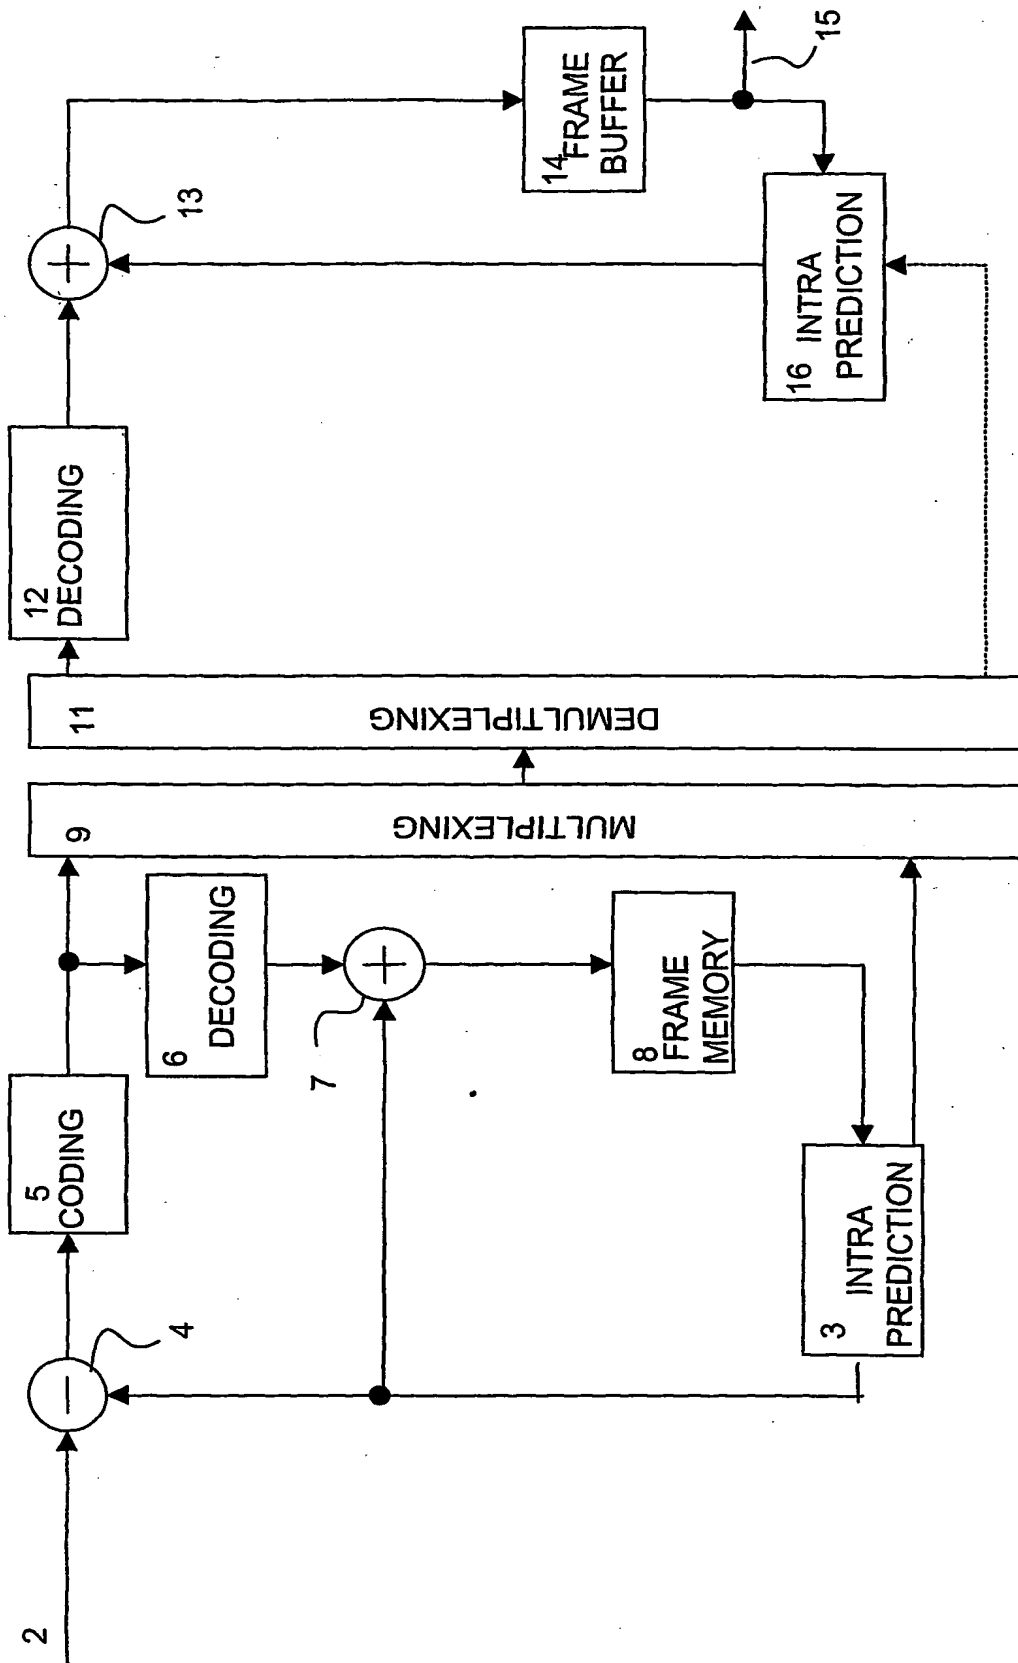 2
4
5
CODING
6
DECODING
7
8
FRAME
MEMORY
3
INTRA
PREDICTION
9
MULTIPLEXING
11
DEMULTIPLEXING
12
DECODING
13
14
FRAME
BUFFER
15
16
INTRA
PREDICTION